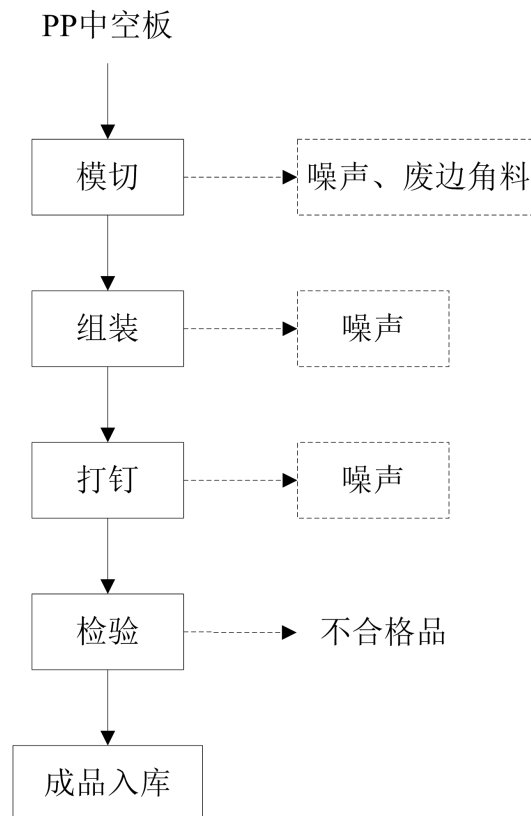 PP中空板
模切
噪声、废边角料
组装
噪声
打钉
噪声
检验
不合格品
成品入库